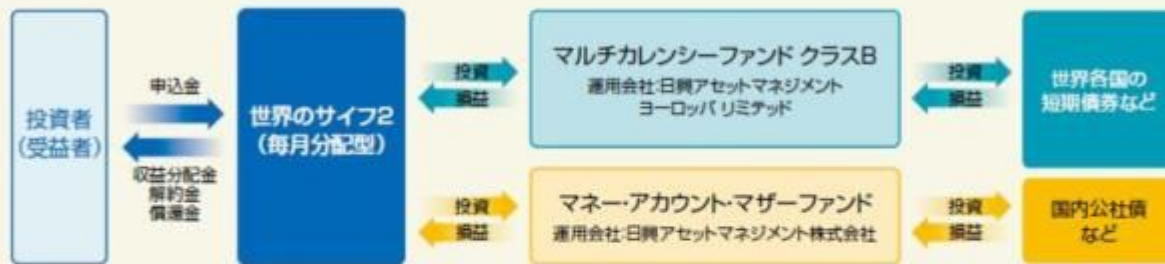 投資者
(受益者)
申込金
収益分配金
解約金
償還金
世界のサイフ2
(毎月分配型)
投資
損益
マルチカレンシーファンド クラスB
運用会社:日興アセットマネジメント
ヨーロッパ リミテッド
投資
損益
世界各国の
短期債券など
投資
損益
マネー・アカウント・マザーファンド
運用会社:日興アセットマネジメント株式会社
投資
損益
国内公社債
など